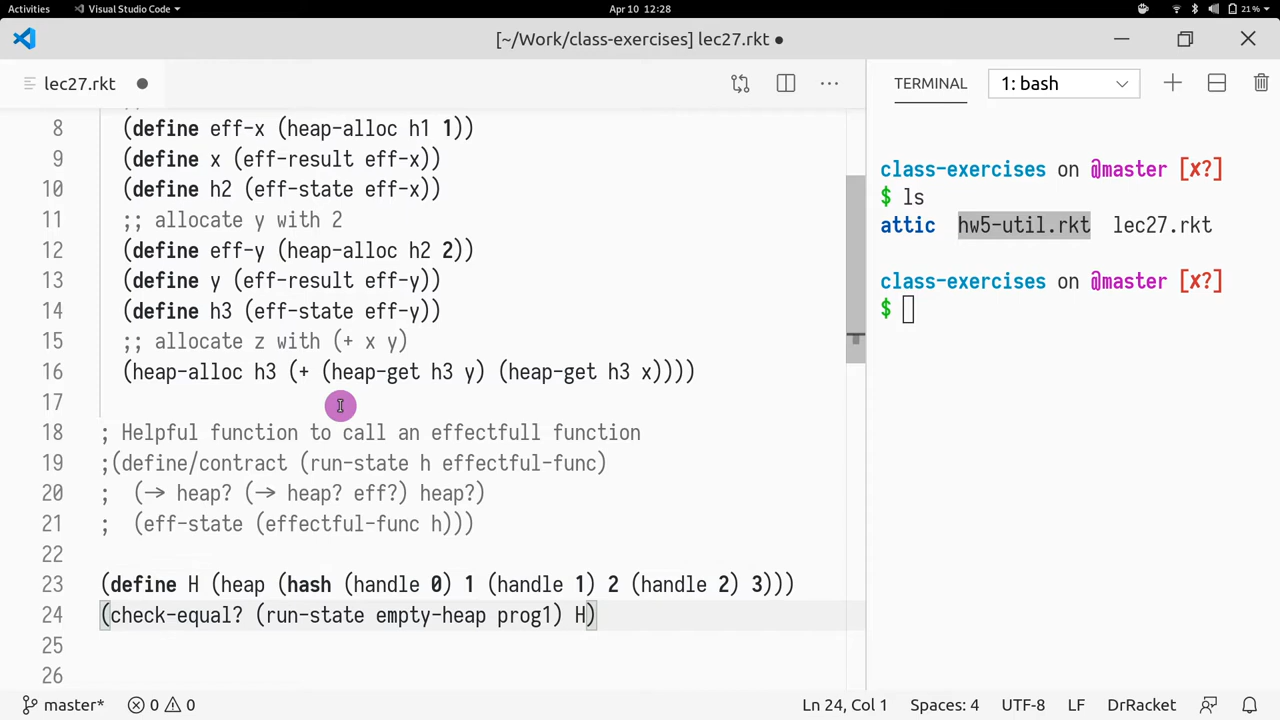 Activities Visual Studio Code Apr 10 12:28 21%
[~/Work/class-exercises] lec27.rkt ●
lec27.rkt ● TERMINAL 1: bash
8 (define eff-x (heap-alloc h1 1))
9 (define x (eff-result eff-x))
10 (define h2 (eff-state eff-x))
11 ;; allocate y with 2
12 (define eff-y (heap-alloc h2 2))
13 (define y (eff-result eff-y))
14 (define h3 (eff-state eff-y))
15 ;; allocate z with (+ x y)
16 (heap-alloc h3 (+ (heap-get h3 y) (heap-get h3 x))))
17
18 ; Helpful function to call an effectfull function
19 ;(define/contract (run-state h effectful-func)
20 ; (→ heap? (→ heap? eff?) heap?)
21 ; (eff-state (effectful-func h)))
22
23 (define H (heap (hash (handle 0) 1 (handle 1) 2 (handle 2) 3)))
24 (check-equal? (run-state empty-heap prog1) H)
25
26
class-exercises on @master [✗?]
$ ls
attic hw5-util.rkt lec27.rkt
class-exercises on @master [✗?]
$
master* 0 0 Ln 24, Col 1 Spaces: 4 UTF-8 LF DrRacket